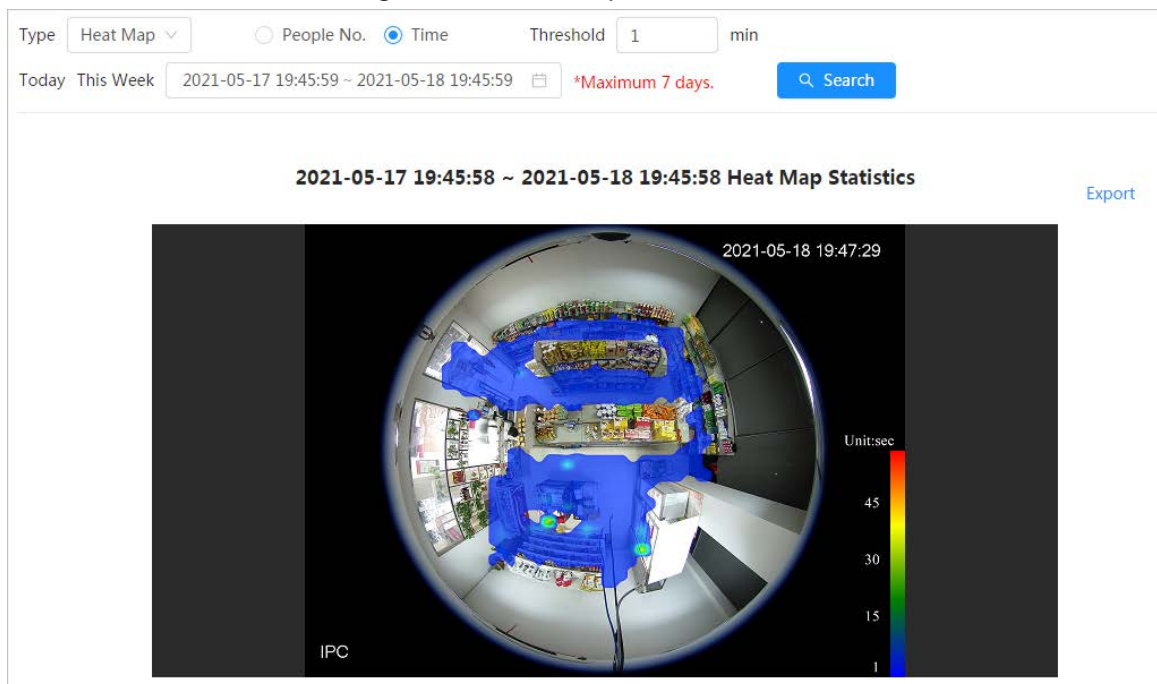 Type Heat Map People No. Time Threshold 1 min
Today This Week 2021-05-17 19:45:59 ~ 2021-05-18 19:45:59 *Maximum 7 days. Search
2021-05-17 19:45:58 ~ 2021-05-18 19:45:58 Heat Map Statistics
Export
2021-05-18 19:47:29
Unit:sec
45
30
15
1
IPC